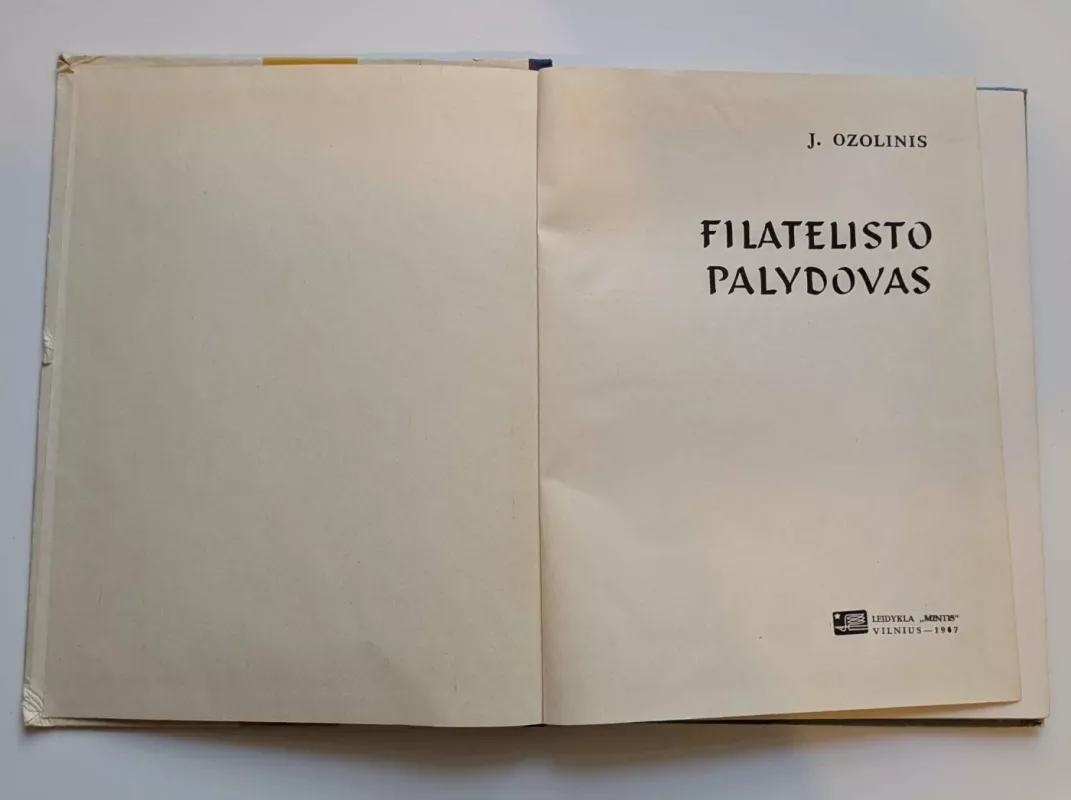 J. OZOLINIS
FILATELISTO
PALYDOVAS
LEIDYKLA „MINTIS“
VILNIUS—1967